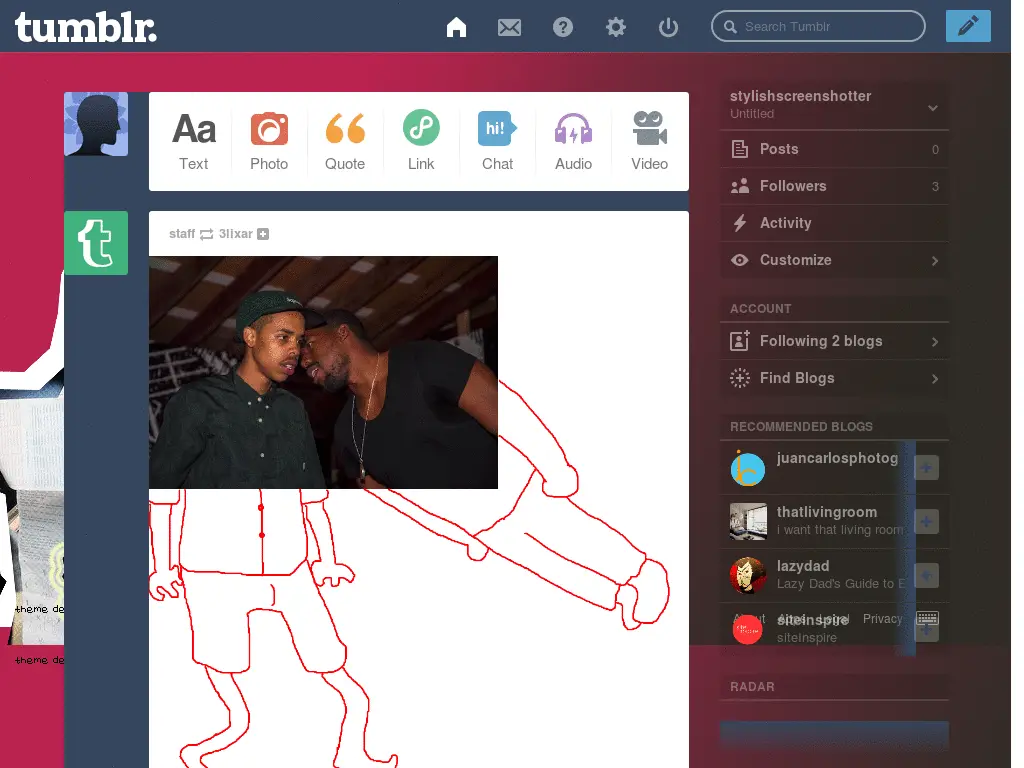 tumblr.
Search Tumblr
Aa
hi!
Text
Photo
Quote
Link
Chat
Audio
Video
staff
3lixar
stylishscreenshotter
Untitled
Posts 0
Followers 3
Activity
Customize
ACCOUNT
Following 2 blogs
Find Blogs
RECOMMENDED BLOGS
juancarlosphotog
thatlivingroom
i want that living room
lazydad
Lazy Dad's Guide to E
siteinspire
Legal Privacy
siteinspire
RADAR
t
theme de
theme de